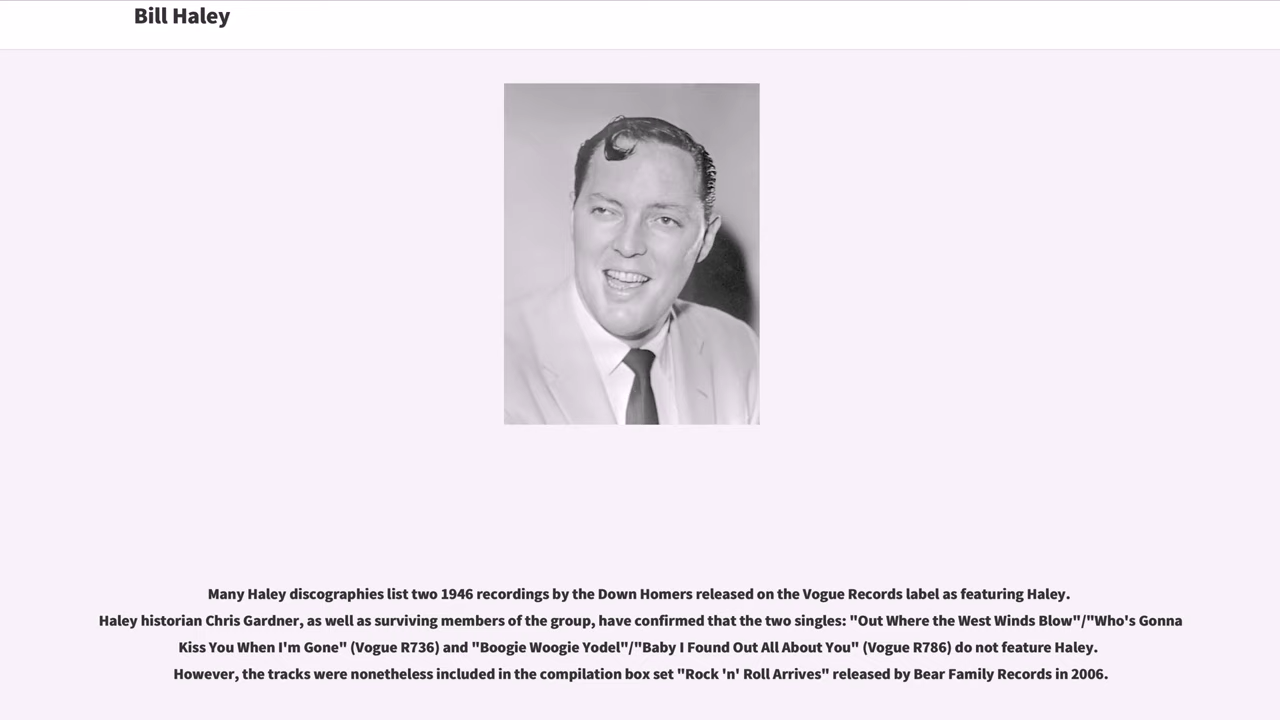 Bill Haley
Many Haley discographies list two 1946 recordings by the Down Homers released on the Vogue Records label as featuring Haley.
Haley historian Chris Gardner, as well as surviving members of the group, have confirmed that the two singles: "Out Where the West Winds Blow"/"Who's Gonna
Kiss You When I'm Gone" (Vogue R736) and "Boogie Woogie Yodel"/"Baby I Found Out All About You" (Vogue R786) do not feature Haley.
However, the tracks were nonetheless included in the compilation box set "Rock 'n' Roll Arrives" released by Bear Family Records in 2006.